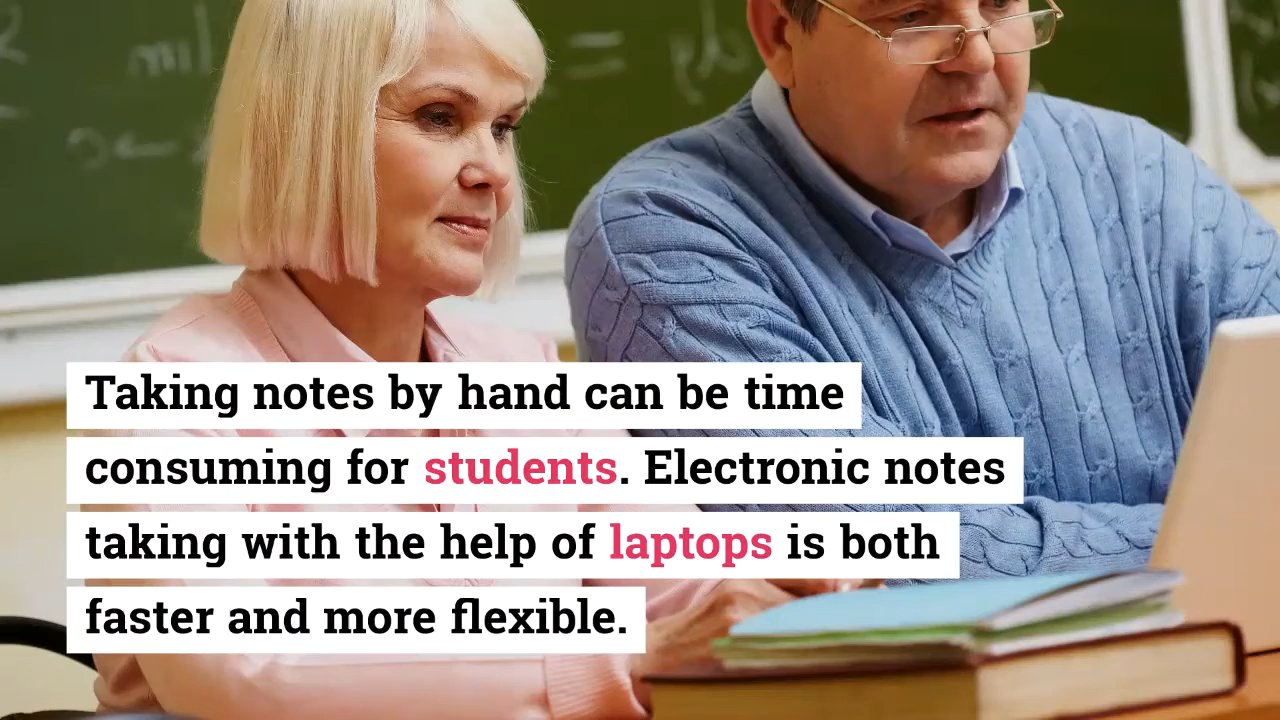 Taking notes by hand can be time
consuming for students. Electronic notes
taking with the help of laptops is both
faster and more flexible.